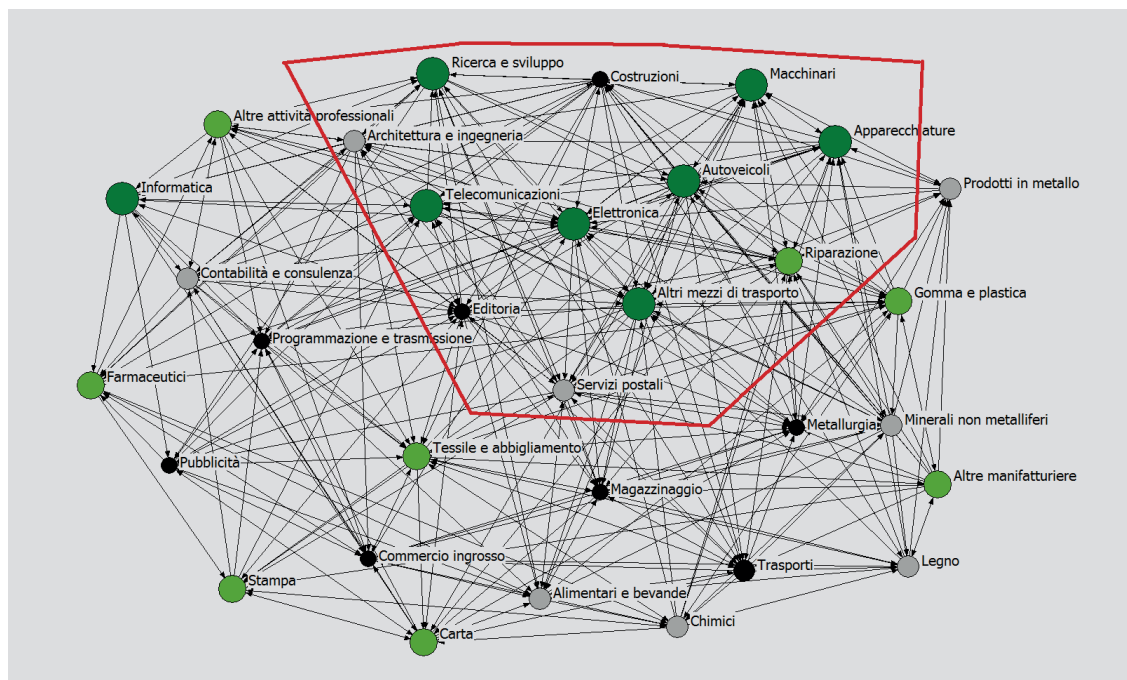 Ricerca e sviluppo
Costruzioni
Macchinari
Altre attività professionali
Architettura e ingegneria
Apparecchiature
Autoveicoli
Prodotti in metallo
Informatica
Telecomunicazioni
Elettronica
Riparazione
Contabilità e consulenza
Altri mezzi di trasporto
Gomma e plastica
Editoria
Programmazione e trasmissione
Farmaceutici
Servizi postali
Metallurgia
Minerali non metalliferi
Tessile e abbigliamento
Pubblicità
Altre manifatturiere
Magazzinaggio
Commercio ingrosso
Trasporti
Legno
Stampa
Alimentari e bevande
Chimici
Carta